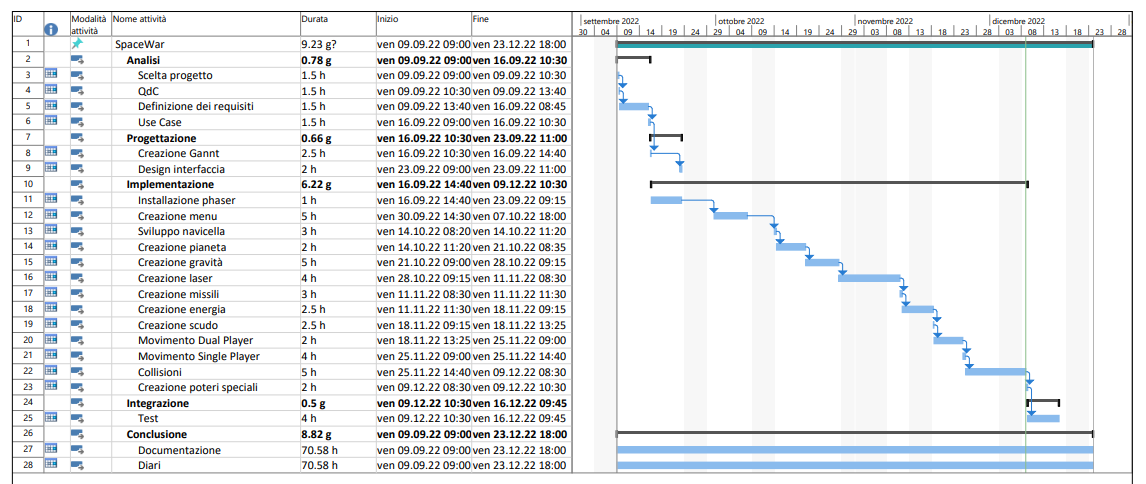 ID Modalità attività Nome attività Durata Inizio Fine settembre 2022 ottobre 2022 novembre 2022 dicembre 2022
30 04 09 14 19 24 29 04 09 14 19 24 29 03 08 13 18 23 28 03 08 13 18 23 2
1 SpaceWar 9.23 g? ven 09.09.22 09:00 ven 23.12.22 18:00
2 Analisi 0.78 g ven 09.09.22 09:00 ven 16.09.22 10:30
3 Scelta progetto 1.5 h ven 09.09.22 09:00 ven 09.09.22 10:30
4 QdC 1.5 h ven 09.09.22 10:30 ven 09.09.22 13:40
5 Definizione dei requisiti 1.5 h ven 09.09.22 13:40 ven 16.09.22 08:45
6 Use Case 1.5 h ven 16.09.22 09:00 ven 16.09.22 10:30
7 Progettazione 0.66 g ven 16.09.22 10:30 ven 23.09.22 11:00
8 Creazione Gannt 2.5 h ven 16.09.22 10:30 ven 16.09.22 14:40
9 Design interfaccia 2 h ven 23.09.22 09:00 ven 23.09.22 11:00
10 Implementazione 6.22 g ven 16.09.22 14:40 ven 09.12.22 10:30
11 Installazione phaser 1 h ven 16.09.22 14:40 ven 23.09.22 09:15
12 Creazione menu 5 h ven 30.09.22 14:30 ven 07.10.22 18:00
13 Sviluppo navicella 3 h ven 14.10.22 08:20 ven 14.10.22 11:20
14 Creazione pianeta 2 h ven 14.10.22 11:20 ven 21.10.22 08:35
15 Creazione gravità 5 h ven 21.10.22 09:00 ven 28.10.22 09:15
16 Creazione laser 4 h ven 28.10.22 09:15 ven 11.11.22 08:30
17 Creazione missili 3 h ven 11.11.22 08:30 ven 11.11.22 11:30
18 Creazione energia 2.5 h ven 11.11.22 11:30 ven 18.11.22 09:15
19 Creazione scudo 2.5 h ven 18.11.22 09:15 ven 18.11.22 13:25
20 Movimento Dual Player 2 h ven 18.11.22 13:25 ven 25.11.22 09:00
21 Movimento Single Player 4 h ven 25.11.22 09:00 ven 25.11.22 14:40
22 Collisioni 5 h ven 25.11.22 14:40 ven 09.12.22 08:30
23 Creazione poteri speciali 2 h ven 09.12.22 08:30 ven 09.12.22 10:30
24 Integrazione 0.5 g ven 09.12.22 10:30 ven 16.12.22 09:45
25 Test 4 h ven 09.12.22 10:30 ven 16.12.22 09:45
26 Conclusione 8.82 g ven 09.09.22 09:00 ven 23.12.22 18:00
27 Documentazione 70.58 h ven 09.09.22 09:00 ven 23.12.22 18:00
28 Diari 70.58 h ven 09.09.22 09:00 ven 23.12.22 18:00